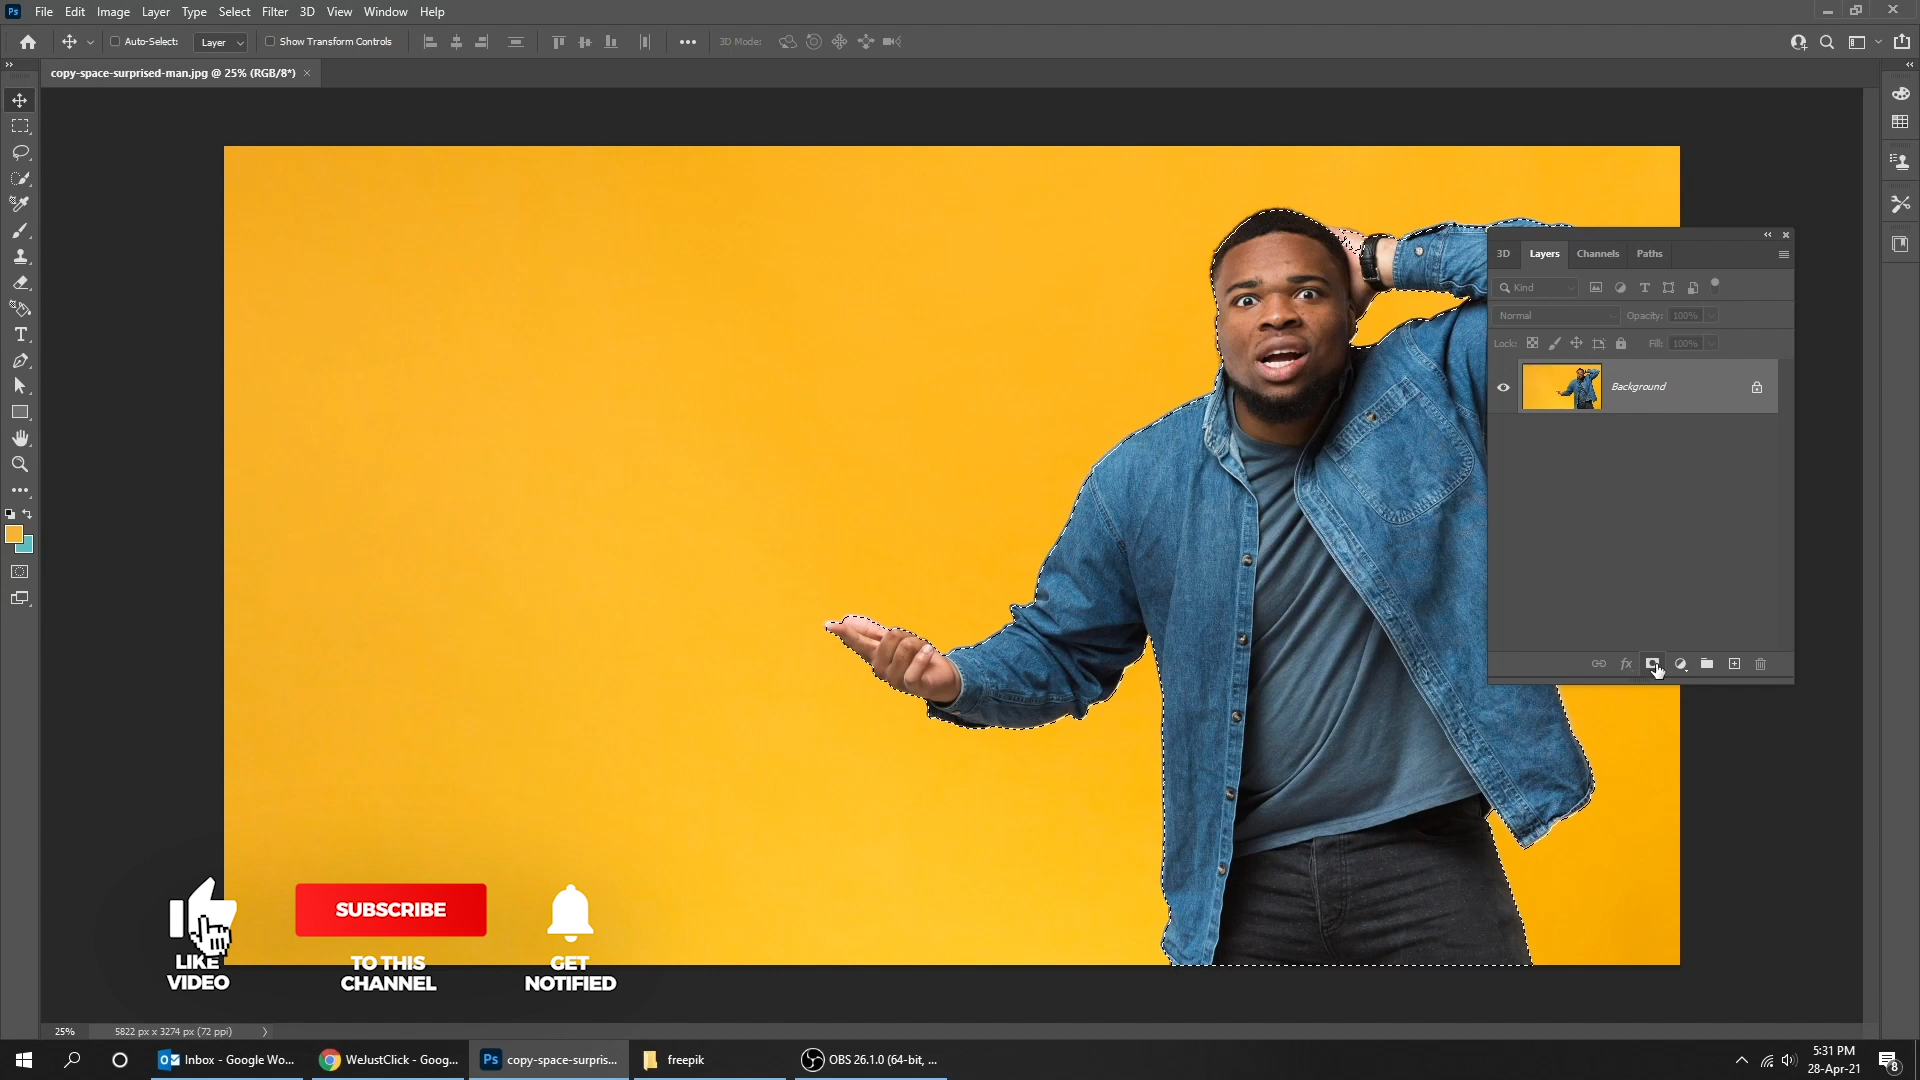 Ps File Edit Image Layer Type Select Filter 3D View Window Help
Auto-Select: Layer Show Transform Controls 3D Mode:
copy-space-surprised-man.jpg @ 25% (RGB/8*) ×
3D Layers Channels Paths
Kind
Normal Opacity: 100%
Lock: Fill: 100%
Background
fx
SUBSCRIBE
LIKE VIDEO
TO THIS CHANNEL
GET NOTIFIED
25% 5822 px x 3274 px (72 ppi)
Inbox - Google Wo... WeJustClick - Goog... Ps copy-space-surpris... freepik OBS 26.1.0 (64-bit, ...
5:31 PM
28-Apr-21
8